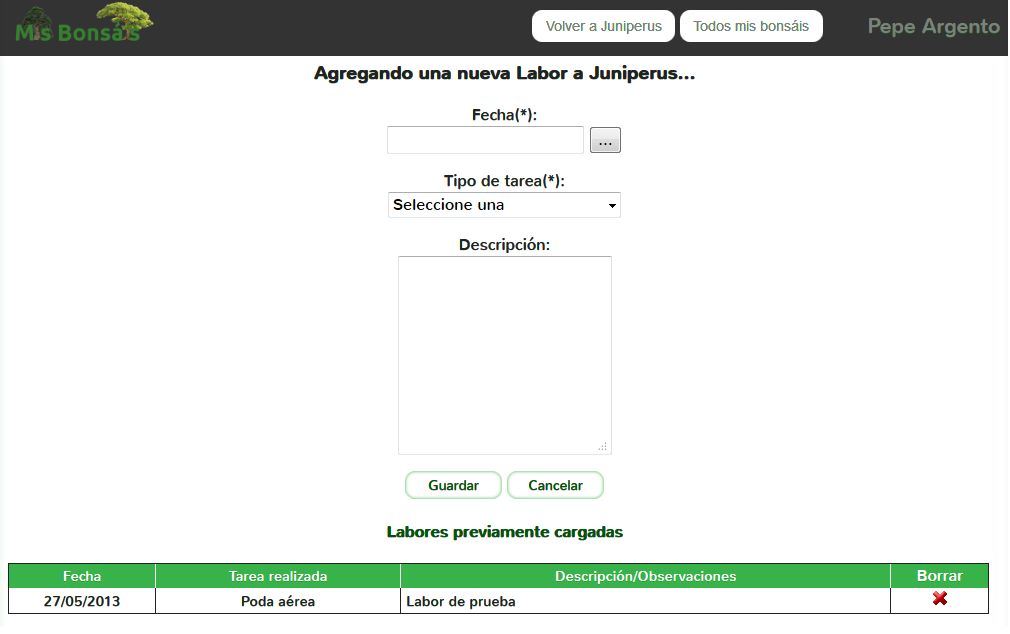 Mis Bonsáis
Volver a Juniperus
Todos mis bonsáis
Pepe Argento
Agregando una nueva Labor a Juniperus...
Fecha(*):
...
Tipo de tarea(*):
Seleccione una
Descripción:
Guardar
Cancelar
Labores previamente cargadas
Fecha Tarea realizada Descripción/Observaciones Borrar
27/05/2013 Poda aérea Labor de prueba